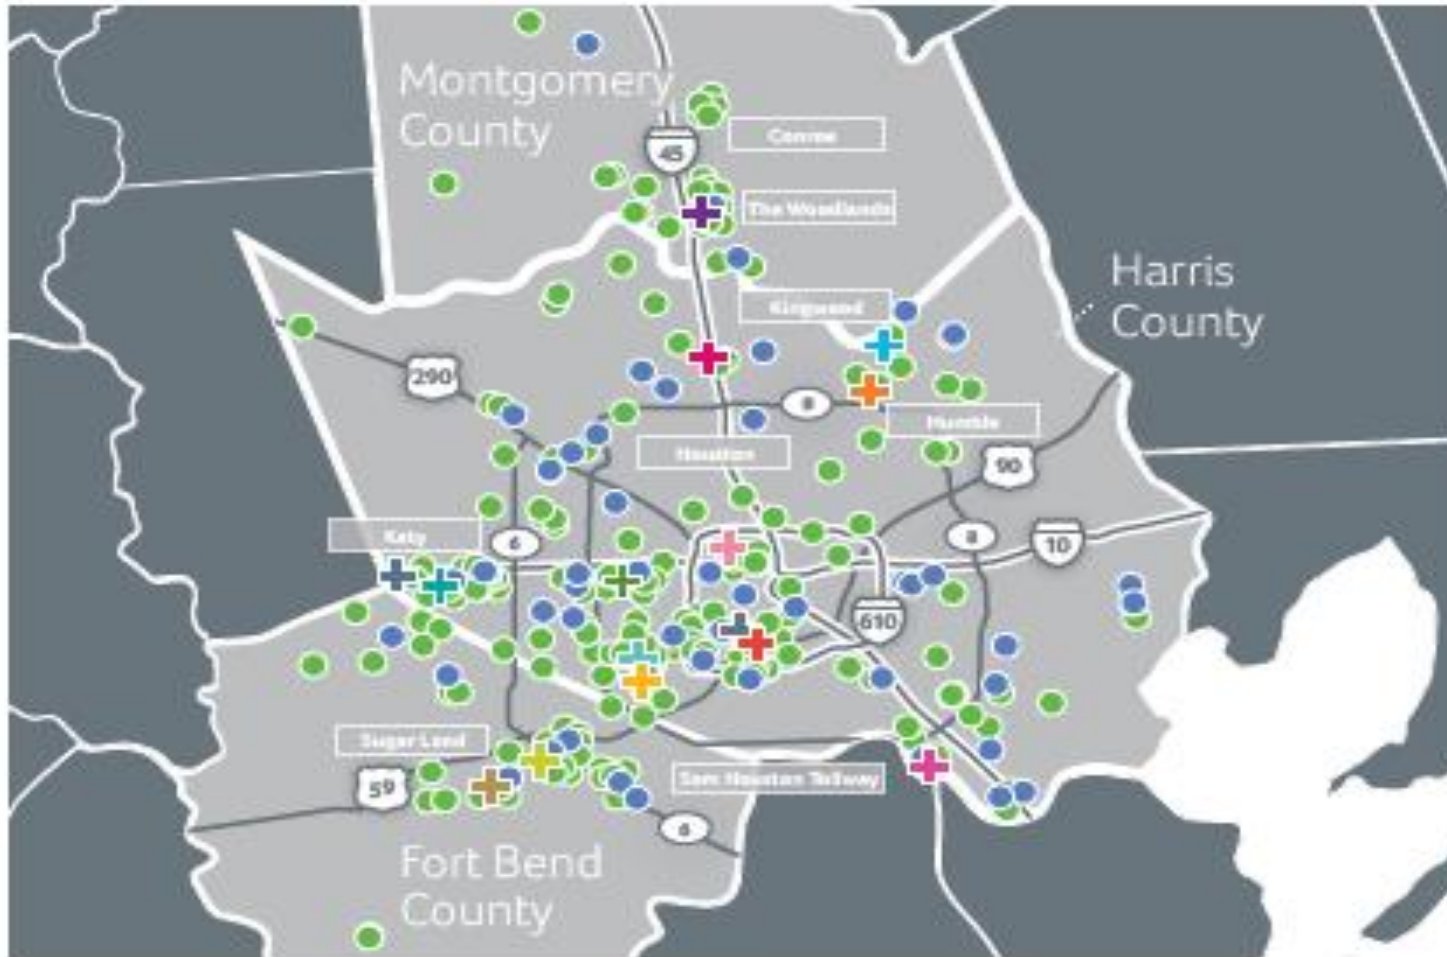 Montgomery
County
Conroe
45
The Woodlands
Harris
County
Kingwood
290
8
Humble
Houston
90
Katy
6
8
10
610
Sugar Land
Sam Houston Tollway
59
6
Fort Bend
County